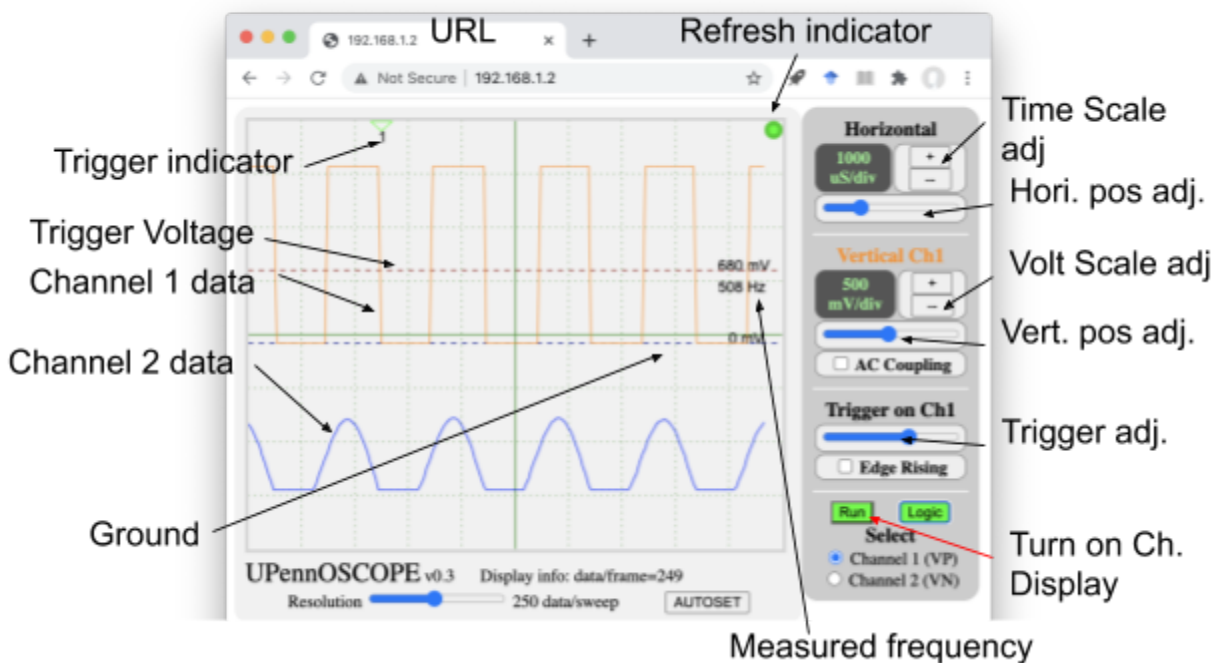 192.168.1.2 URL
Refresh indicator
Not Secure | 192.168.1.2
Trigger indicator
1
Trigger Voltage
Channel 1 data
Channel 2 data
Ground
680 mV
508 Hz
0 mV
Horizontal
1000
uS/div
+
–
Time Scale
adj
Hori. pos adj.
Vertical Ch1
500
mV/div
+
–
Volt Scale adj
Vert. pos adj.
AC Coupling
Trigger on Ch1
Trigger adj.
Edge Rising
Run Logic
Select
Channel 1 (VP)
Channel 2 (VN)
Turn on Ch.
Display
UPennOSCOPE v0.3 Display info: data/frame=249
Resolution 250 data/sweep AUTOSET
Measured frequency